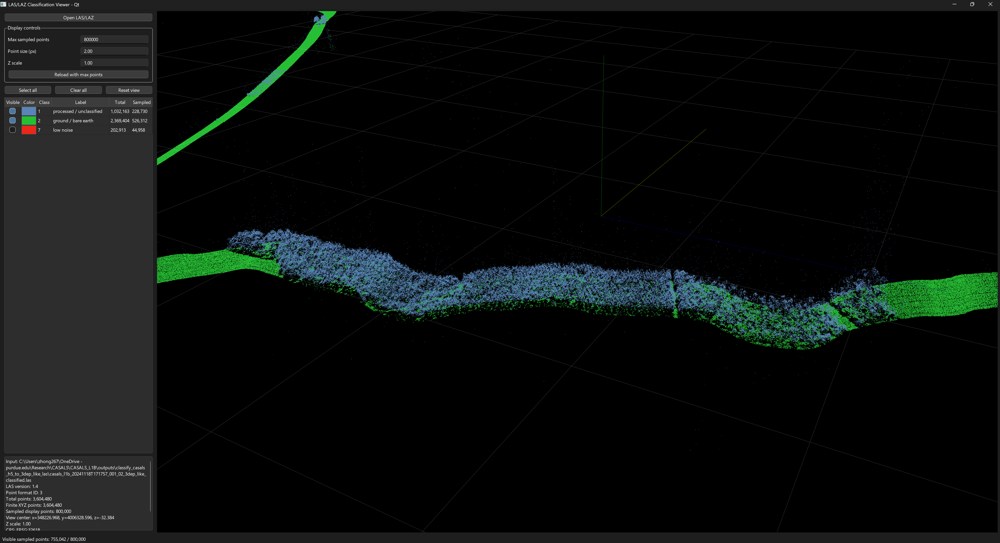 LAS/LAZ Classification Viewer - Qt
Open LAS/LAZ
Display controls
Max sampled points 800000
Point size (px) 2.00
Z scale 1.00
Reload with max points
Select all Clear all Reset view
Visible Color Class Label Total Sampled
1 processed / unclassified 1,032,163 228,730
2 ground / bare earth 2,369,404 526,312
7 low noise 202,913 44,958
Input: C:\Users\zhong267\OneDrive -
purdue.edu\Research\CASALS\CASALS_L1B\outputs\classify_casals
_h5_to_3dep_like_las\casals_l1b_20241118T171757_001_02_3dep_like_
classified.las
LAS version: 1.4
Point format ID: 3
Total points: 3,604,480
Finite XYZ points: 3,604,480
Sampled display points: 800,000
View center: x=348226.968, y=4006328.596, z=-32.384
Z scale: 1.00
CRS: EPSG:32618
Visible sampled points: 755,042 / 800,000